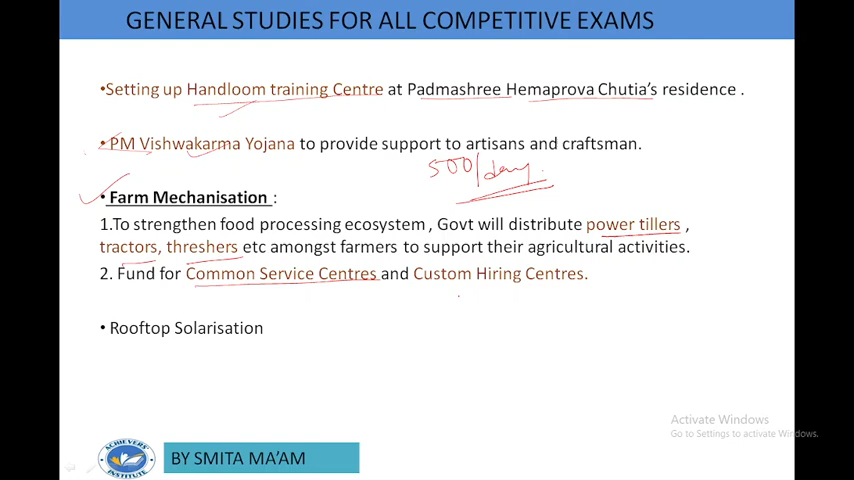 GENERAL STUDIES FOR ALL COMPETITIVE EXAMS
•Setting up Handloom training Centre at Padmashree Hemaprova Chutia's residence .
• PM Vishwakarma Yojana to provide support to artisans and craftsman.
500/day.
• Farm Mechanisation :
1.To strengthen food processing ecosystem , Govt will distribute power tillers ,
tractors, threshers etc amongst farmers to support their agricultural activities.
2. Fund for Common Service Centres and Custom Hiring Centres.
• Rooftop Solarisation
Activate Windows
Go to Settings to activate Windows.
ACHIEVERS'
INSTITUTE
BY SMITA MA'AM